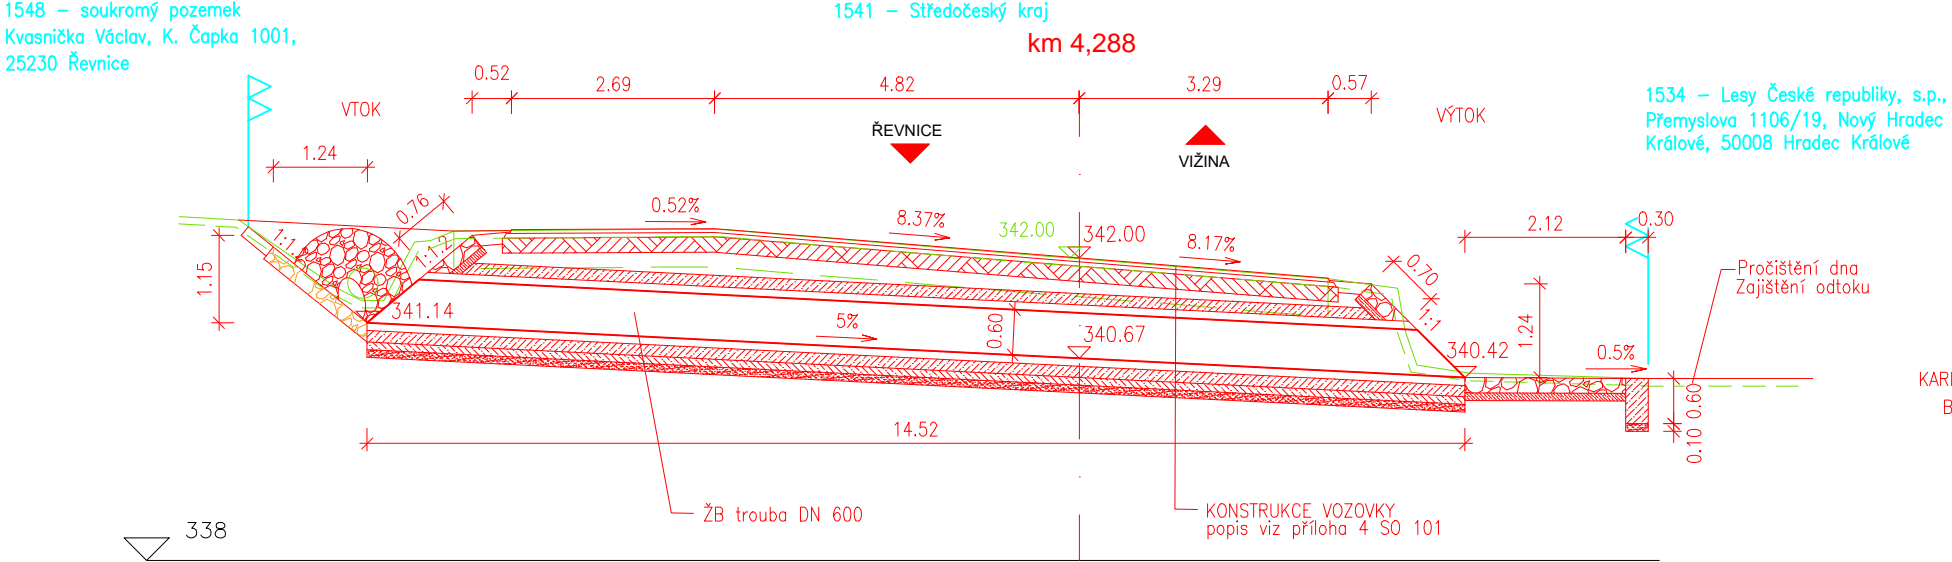 1548 – soukromý pozemek
Kvasnička Václav, K. Čapka 1001,
25230 Řevnice
1541 – Středočeský kraj
km 4,288
0.52
2.69
4.82
3.29
0.57
VTOK
VÝTOK
1534 – Lesy České republiky, s.p.,
Přemyslova 1106/19, Nový Hradec
Králové, 50008 Hradec Králové
ŘEVNICE
VIŽINA
1.24
0.76
0.52%
8.37%
342.00
342.00
8.17%
2.12
0.30
1:1
1:1.2
1.15
0.70
1:1
Pročištění dna
Zajištění odtoku
341.14
5%
0.60
340.67
340.42
1.24
0.5%
0.10 0.60
14.52
ŽB trouba DN 600
KONSTRUKCE VOZOVKY
popis viz příloha 4 SO 101
338